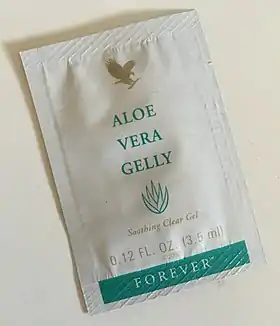 ALOE
VERA
GELLY
Soothing Clear Gel
0.12 FL. OZ. (3.5 ml)
FOREVER